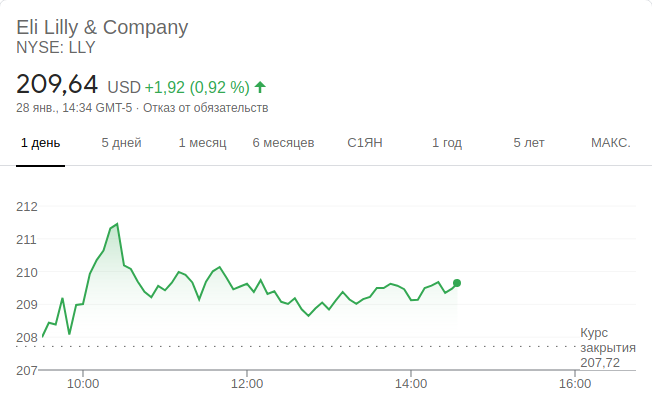 Eli Lilly & Company
NYSE: LLY
209,64 USD +1,92 (0,92 %)
28 янв., 14:34 GMT-5 · Отказ от обязательств
1 день 5 дней 1 месяц 6 месяцев С1ЯН 1 год 5 лет МАКС.
212
211
210
209
208
207
Курс
закрытия
207,72
10:00 12:00 14:00 16:00